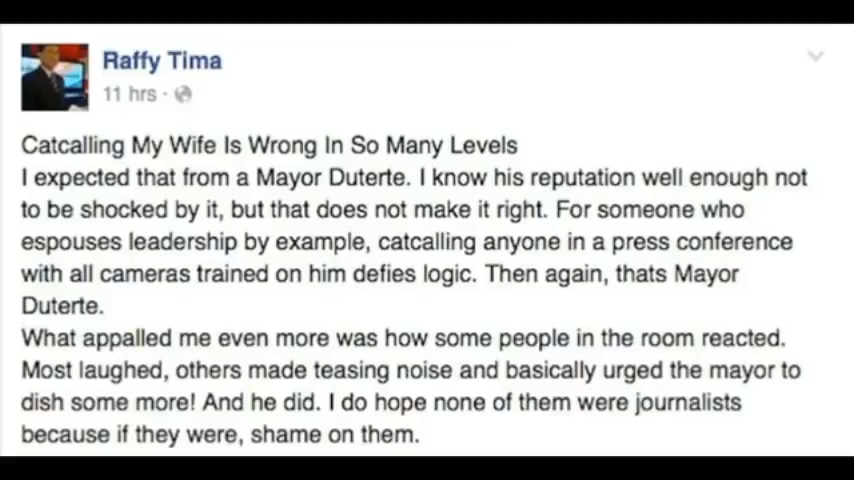 Raffy Tima
11 hrs ·
Catcalling My Wife Is Wrong In So Many Levels
I expected that from a Mayor Duterte. I know his reputation well enough not
to be shocked by it, but that does not make it right. For someone who
espouses leadership by example, catcalling anyone in a press conference
with all cameras trained on him defies logic. Then again, thats Mayor
Duterte.
What appalled me even more was how some people in the room reacted.
Most laughed, others made teasing noise and basically urged the mayor to
dish some more! And he did. I do hope none of them were journalists
because if they were, shame on them.